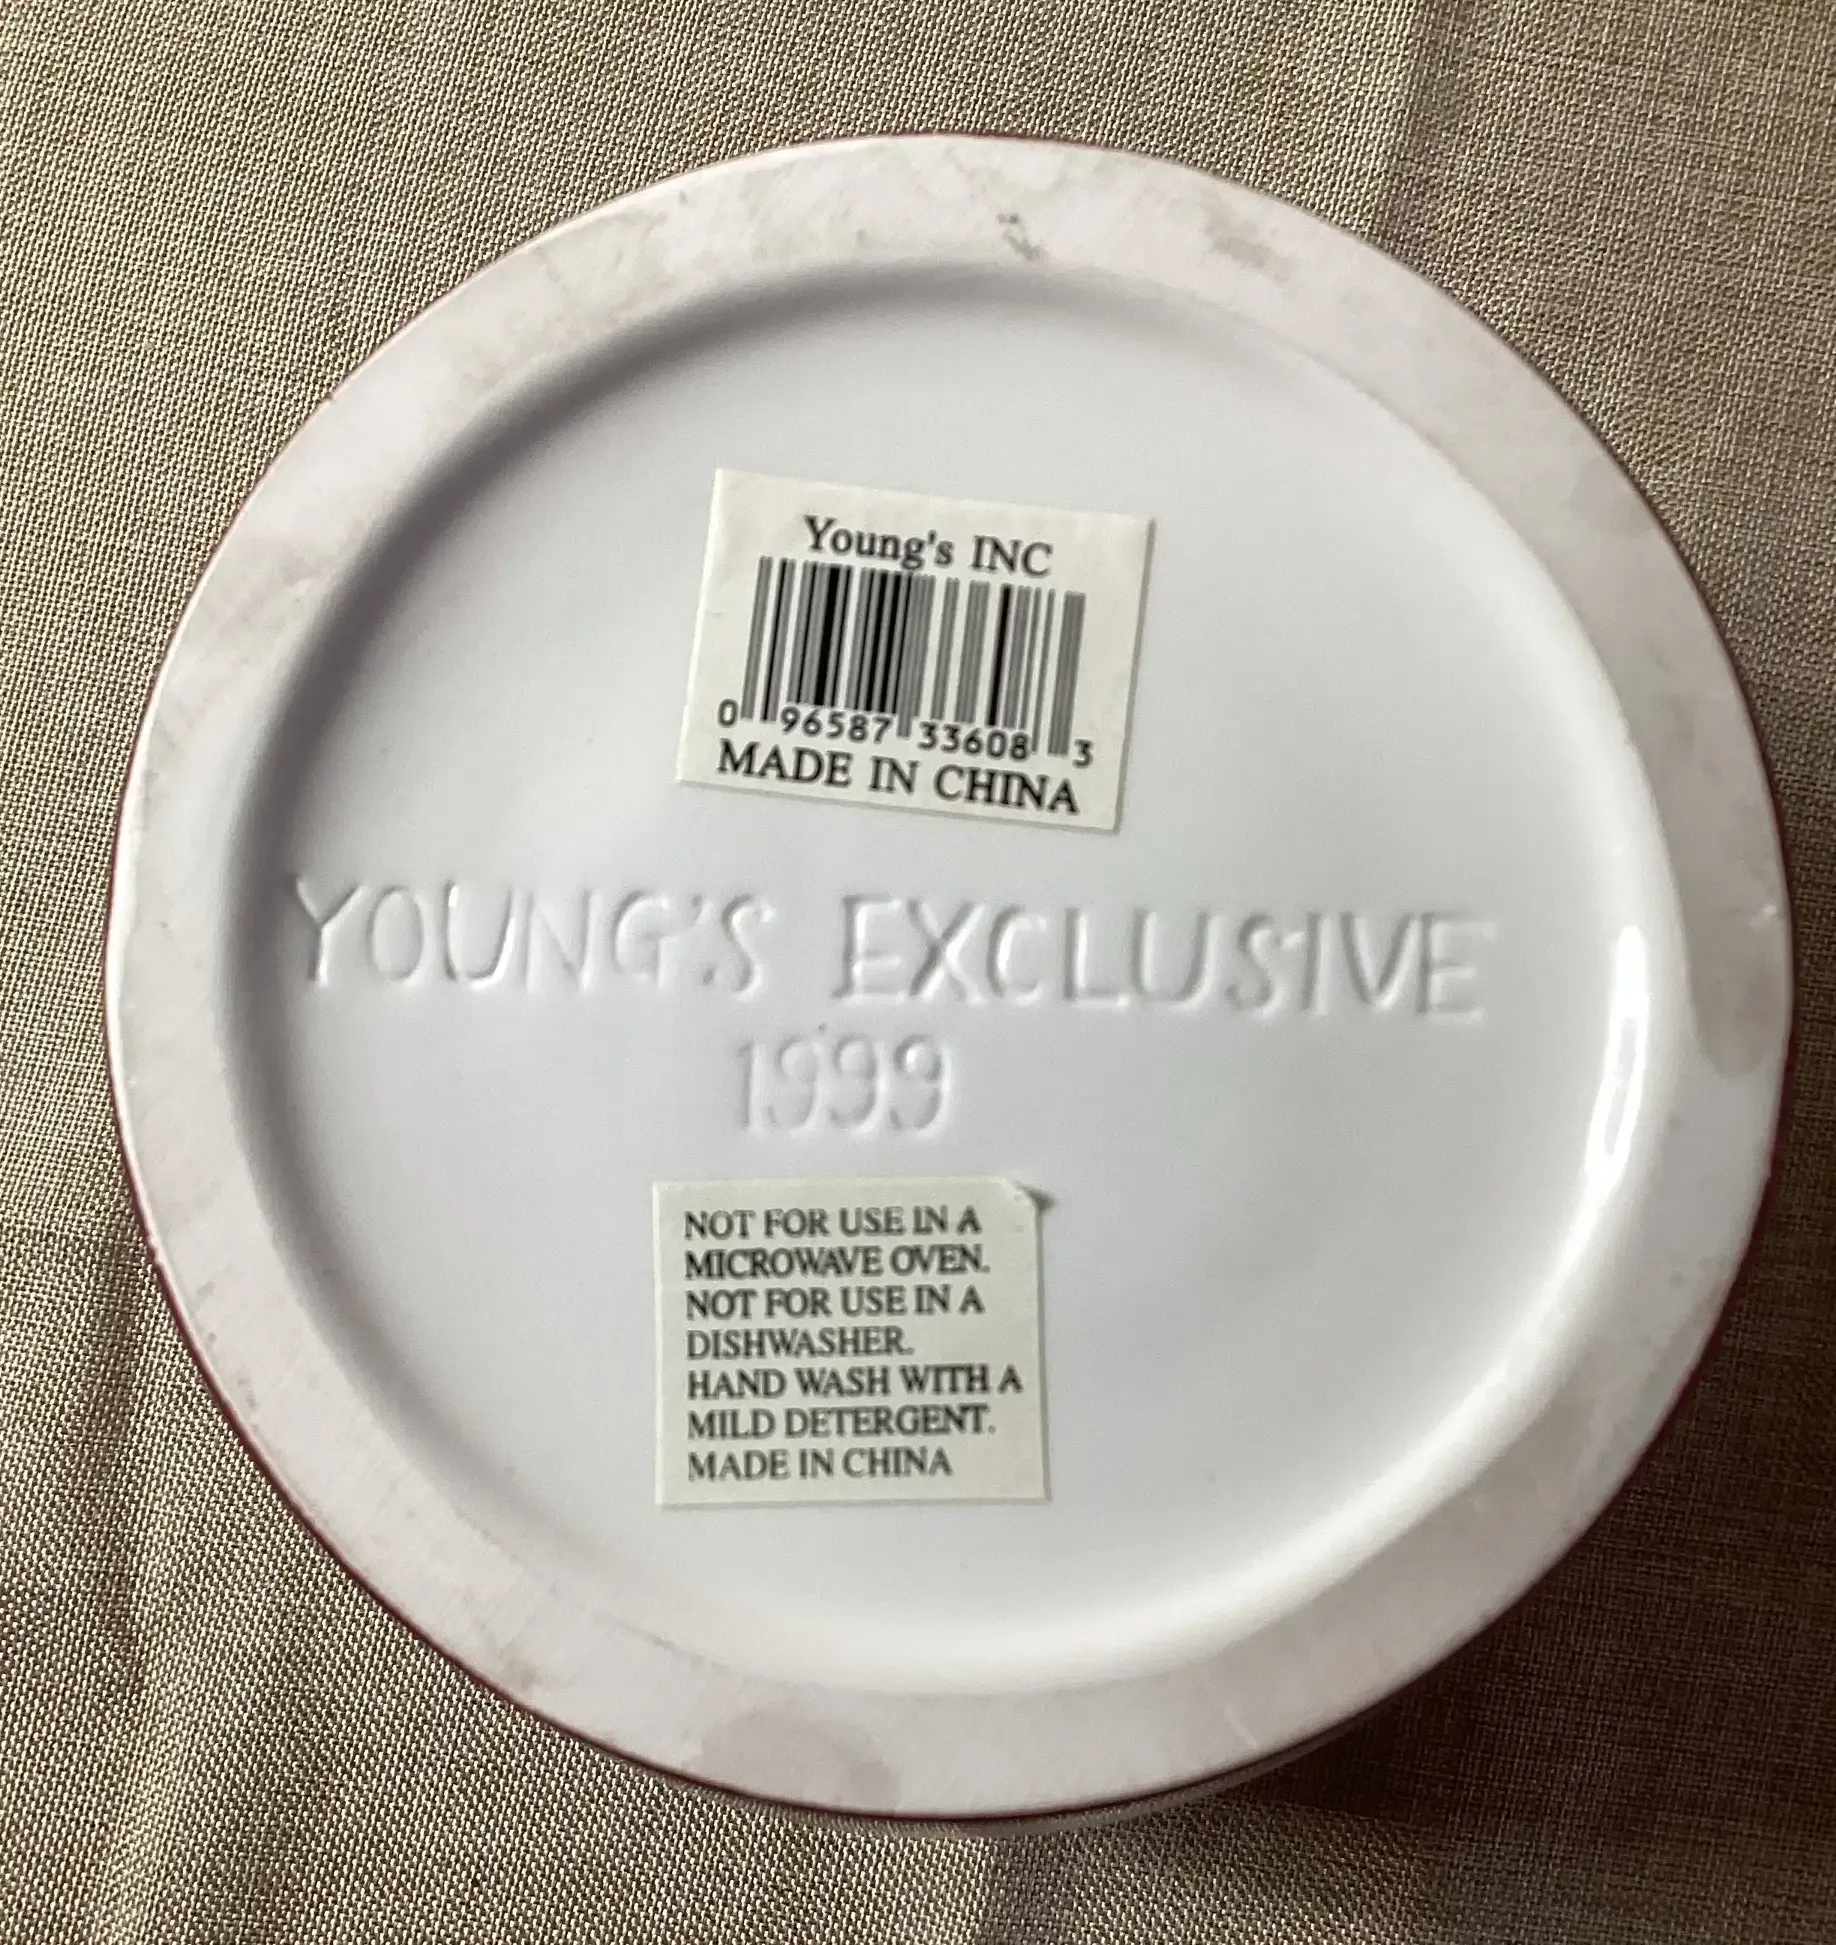 Young's INC
0 96587 33608 3
MADE IN CHINA
YOUNG'S EXCLUSIVE
1999
NOT FOR USE IN A
MICROWAVE OVEN.
NOT FOR USE IN A
DISHWASHER.
HAND WASH WITH A
MILD DETERGENT.
MADE IN CHINA